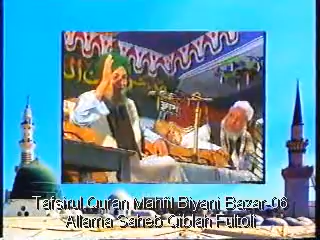 Tafsirul Quran Mahfil Biyani Bazar-06
Allama Saheb Qiblah Fultoli